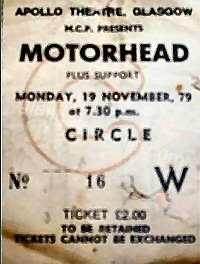 APOLLO THEATRE, GLASGOW
M.C.P. PRESENTS
MOTORHEAD
PLUS SUPPORT
MONDAY, 19 NOVEMBER, 79
at 7.30 p.m.
CIRCLE
No 16 W
TICKET £2.00
TO BE RETAINED
TICKETS CANNOT BE EXCHANGED